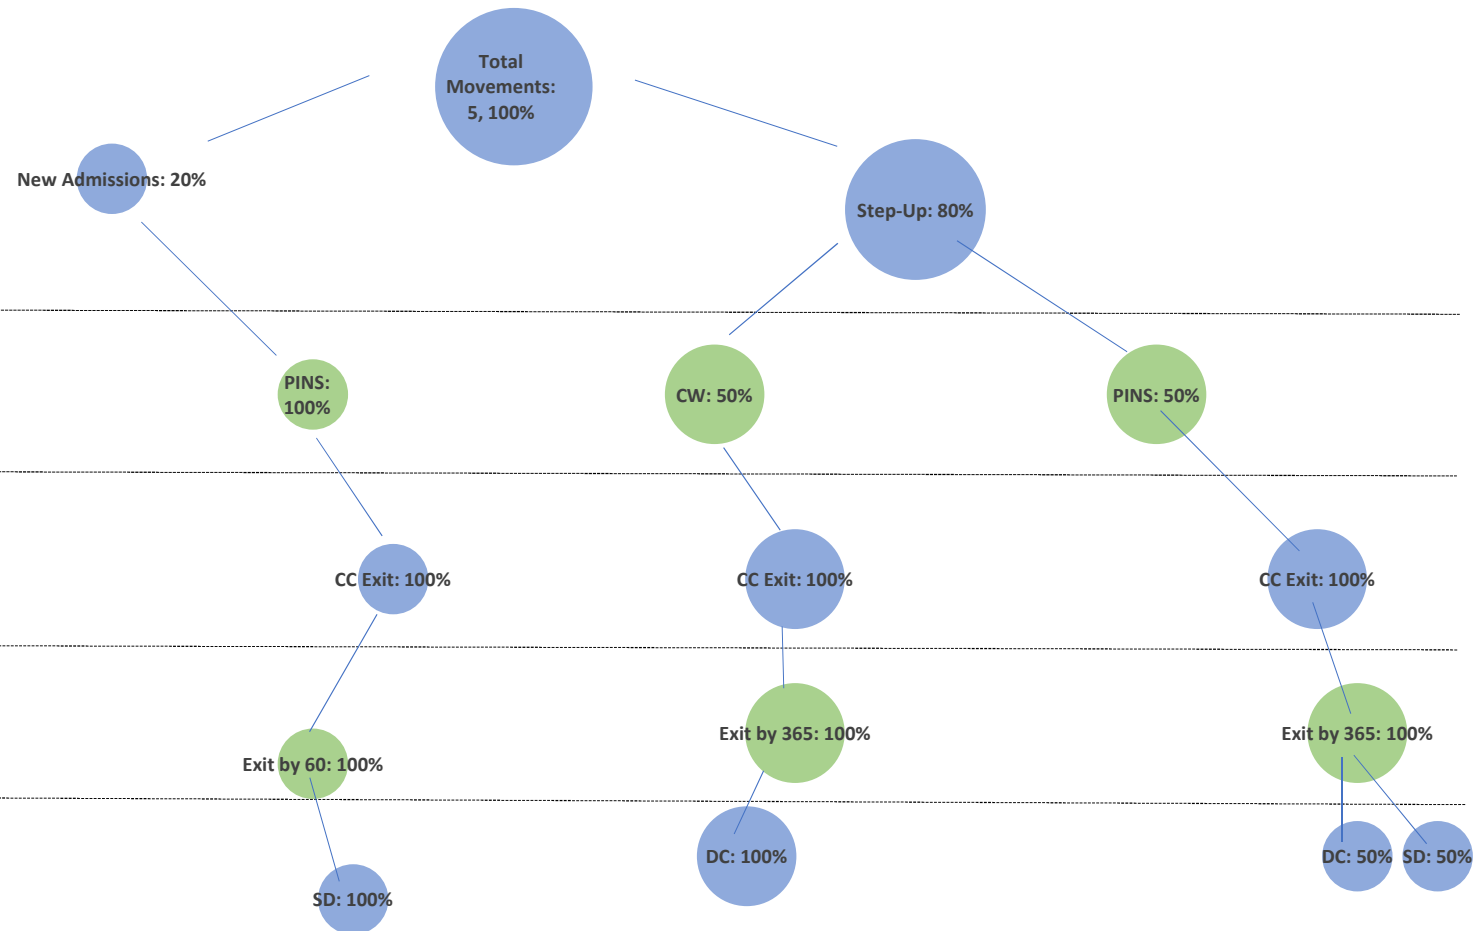 Total
Movements:
5, 100%
New Admissions: 20%
Step-Up: 80%
PINS:
100%
CW: 50%
PINS: 50%
CC Exit: 100%
CC Exit: 100%
CC Exit: 100%
Exit by 365: 100%
Exit by 365: 100%
Exit by 60: 100%
DC: 100%
DC: 50%
SD: 50%
SD: 100%